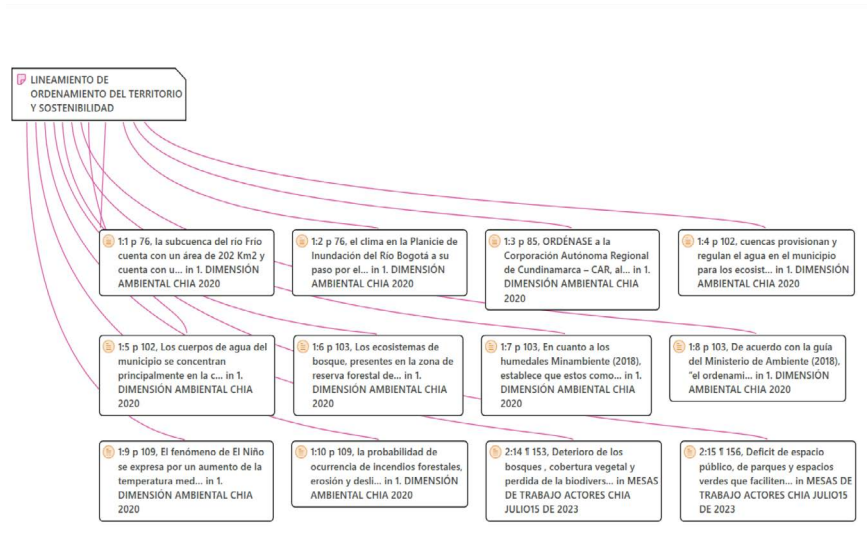 LINEAMIENTO DE
ORDENAMIENTO DEL TERRITORIO
Y SOSTENIBILIDAD
1:1 p 76, la subcuenca del río Frío
cuenta con un área de 202 Km2 y
cuenta con u... in 1. DIMENSIÓN
AMBIENTAL CHIA 2020
1:2 p 76, el clima en la Planicie de
Inundación del Río Bogotá a su
paso por el... in 1. DIMENSIÓN
AMBIENTAL CHIA 2020
1:3 p 85, ORDÉNASE a la
Corporación Autónoma Regional
de Cundinamarca – CAR, al... in 1.
DIMENSIÓN AMBIENTAL CHIA
2020
1:4 p 102, cuencas provisionan y
regulan el agua en el municipio
para los ecosist... in 1. DIMENSIÓN
AMBIENTAL CHIA 2020
1:5 p 102, Los cuerpos de agua del
municipio se concentran
principalmente en la c... in 1.
DIMENSIÓN AMBIENTAL CHIA
2020
1:6 p 103, Los ecosistemas de
bosque, presentes en la zona de
reserva forestal de... in 1.
DIMENSIÓN AMBIENTAL CHIA
2020
1:7 p 103, En cuanto a los
humedales Minambiente (2018),
establece que estos como... in 1.
DIMENSIÓN AMBIENTAL CHIA
2020
1:8 p 103, De acuerdo con la guía
del Ministerio de Ambiente (2018),
"el ordenami... in 1. DIMENSIÓN
AMBIENTAL CHIA 2020
1:9 p 109, El fenómeno de El Niño
se expresa por un aumento de la
temperatura med... in 1.
DIMENSIÓN AMBIENTAL CHIA
2020
1:10 p 109, la probabilidad de
ocurrencia de incendios forestales,
erosión y desli... in 1. DIMENSIÓN
AMBIENTAL CHIA 2020
2:14 ¶ 153, Deterioro de los
bosques , cobertura vegetal y
perdida de la biodivers... in MESAS
DE TRABAJO ACTORES CHIA
JULIO15 DE 2023
2:15 ¶ 156, Deficit de espacio
público, de parques y espacios
verdes que faciliten... in MESAS DE
TRABAJO ACTORES CHIA JULIO15
DE 2023